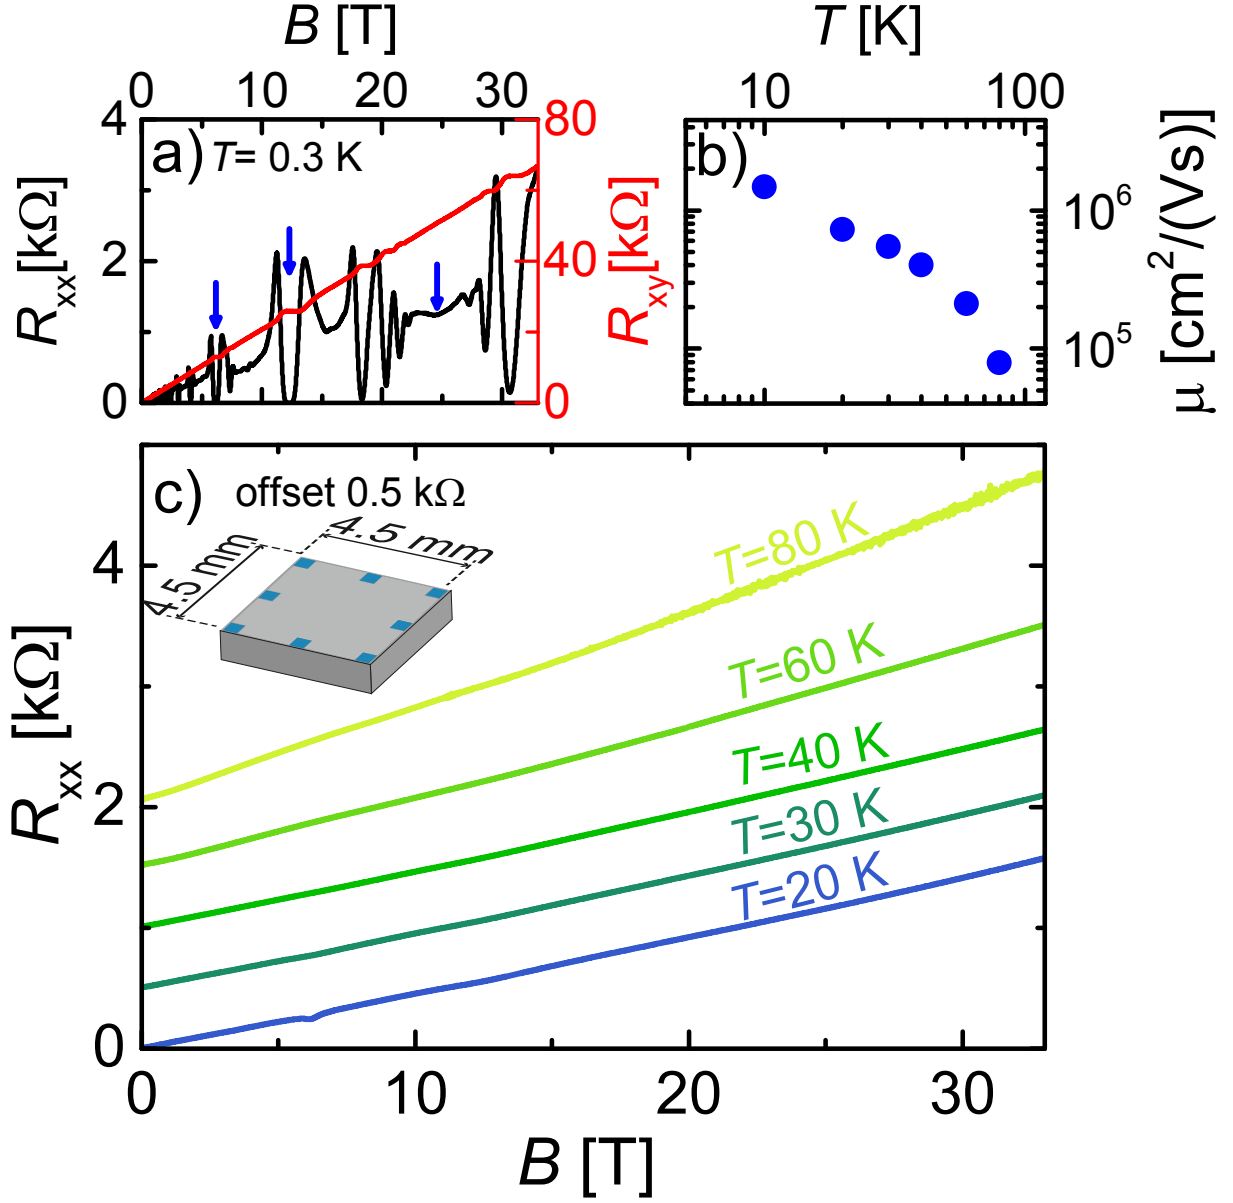 B [T]
T [K]
0 10 20 30
10 100
4
2
0
R_xx[kΩ]
a) T= 0.3 K
80
40
0
R_xy[kΩ]
b)
10^6
10^5
μ [cm^2/(Vs)]
c) offset 0.5 kΩ
4.5 mm
4.5 mm
4
2
0
R_xx [kΩ]
T=80 K
T=60 K
T=40 K
T=30 K
T=20 K
0 10 20 30
B [T]